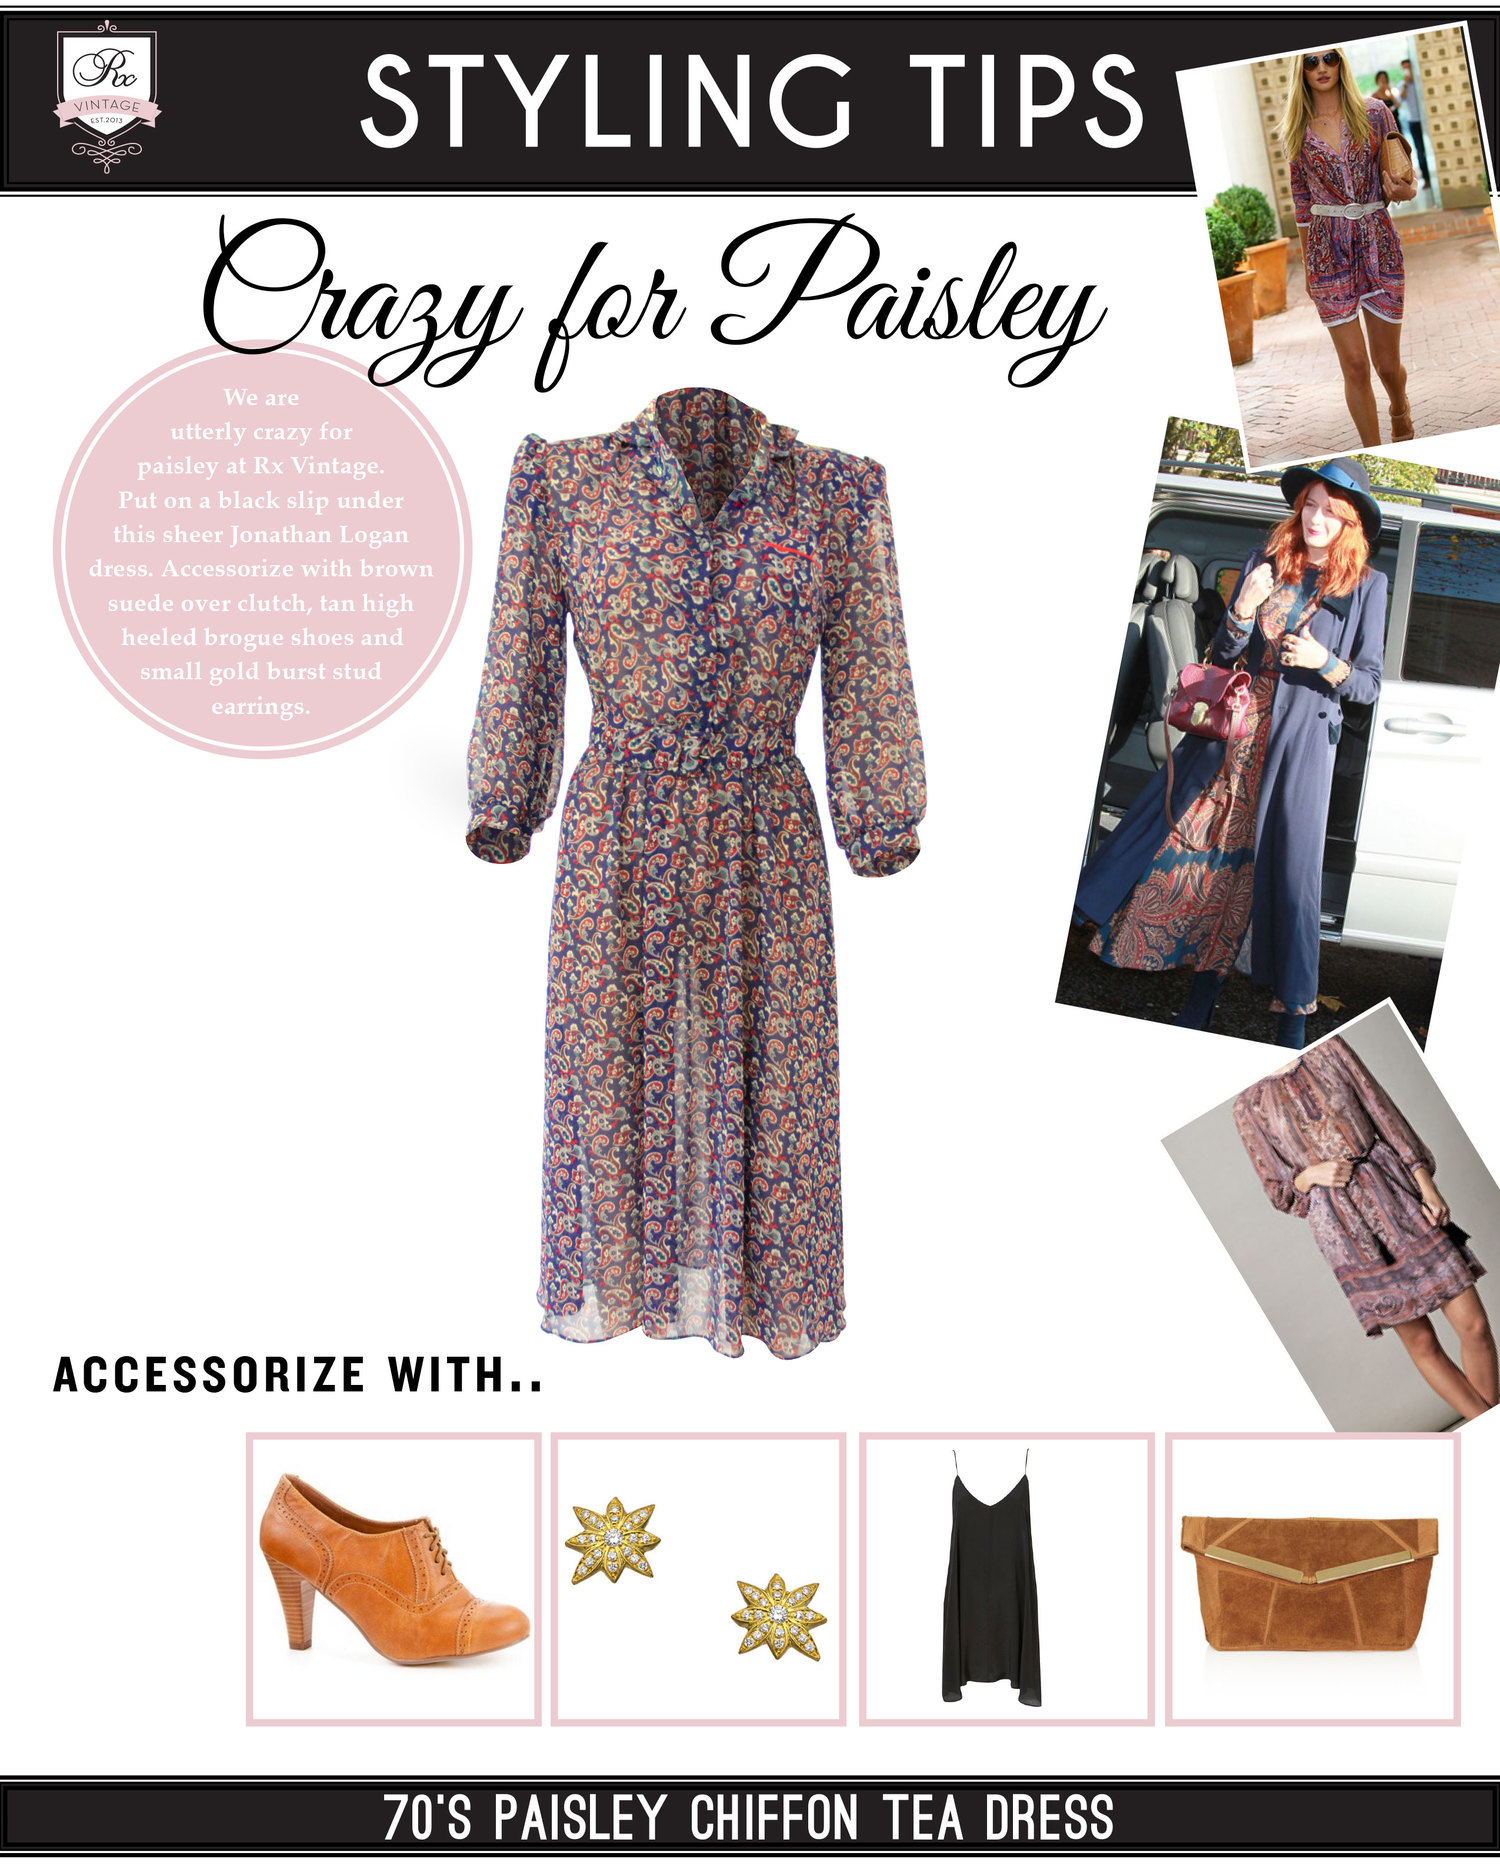 Rx
VINTAGE
EST.2013
STYLING TIPS
Crazy for Paisley
We are
utterly crazy for
paisley at Rx Vintage.
Put on a black slip under
this sheer Jonathan Logan
dress. Accessorize with brown
suede over clutch, tan high
heeled brogue shoes and
small gold burst stud
earrings.
ACCESSORIZE WITH..
70'S PAISLEY CHIFFON TEA DRESS